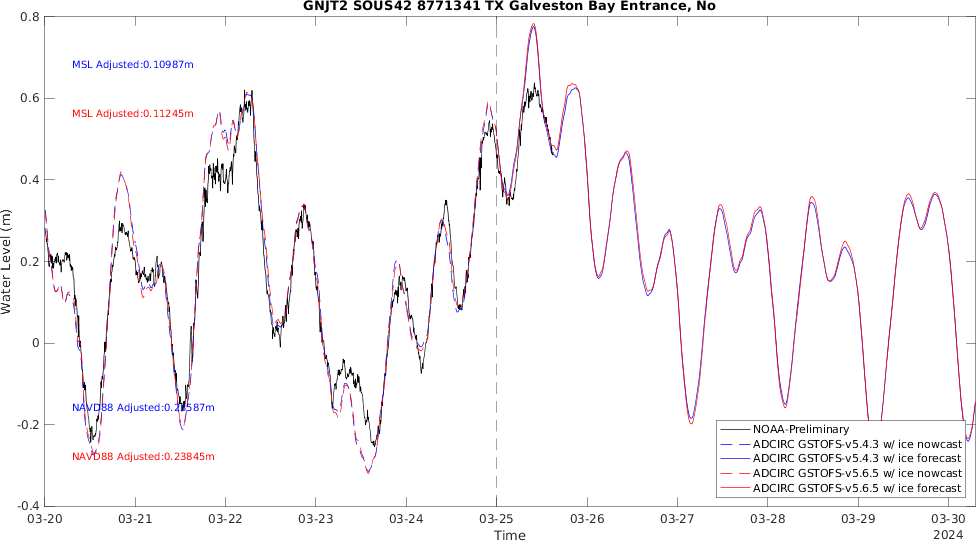 GNJT2 SOUS42 8771341 TX Galveston Bay Entrance, No
0.8
0.6
0.4
0.2
0
-0.2
-0.4
Water Level (m)
MSL Adjusted:0.10987m
MSL Adjusted:0.11245m
NAVD88 Adjusted:
NAVD88 Adjusted:0.23845m
NOAA-Preliminary
ADCIRC GSTOFS-v5.4.3 w/ ice nowcast
ADCIRC GSTOFS-v5.4.3 w/ ice forecast
ADCIRC GSTOFS-v5.6.5 w/ ice nowcast
ADCIRC GSTOFS-v5.6.5 w/ ice forecast
03-20 03-21 03-22 03-23 03-24 03-25 03-26 03-27 03-28 03-29 03-30
2024
Time